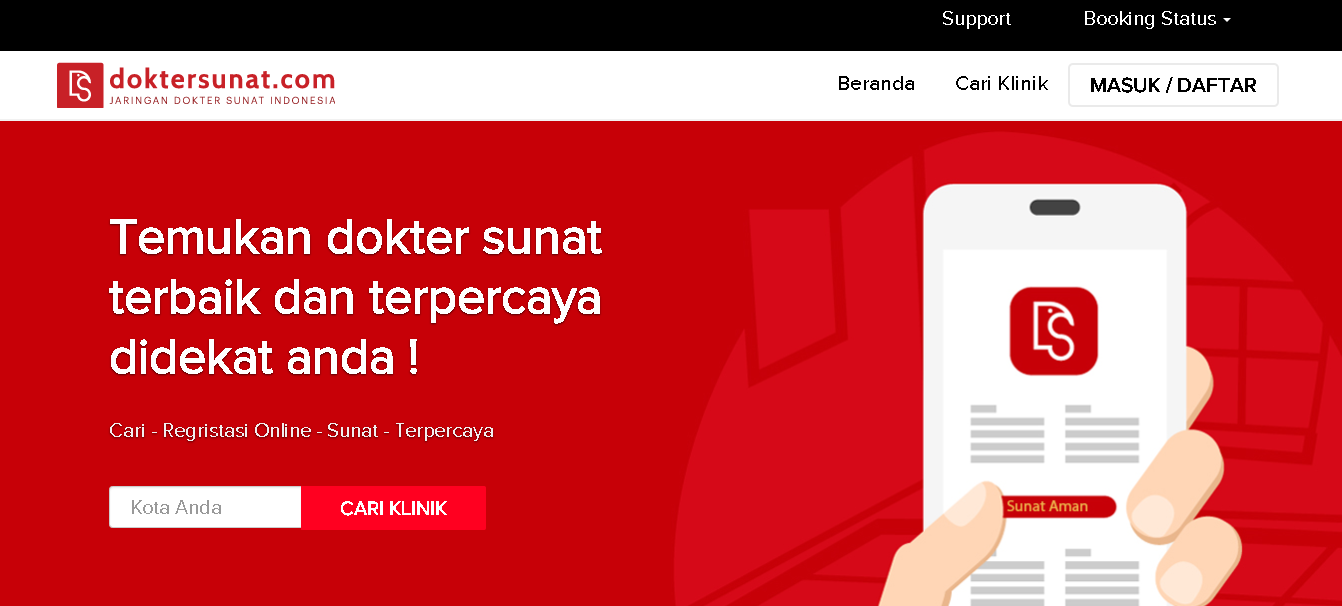 Support Booking Status
doktersunat.com
JARINGAN DOKTER SUNAT INDONESIA
Beranda Cari Klinik MASUK / DAFTAR
Temukan dokter sunat
terbaik dan terpercaya
didekat anda !
Cari - Regristasi Online - Sunat - Terpercaya
Kota Anda CARI KLINIK
Sunat Aman